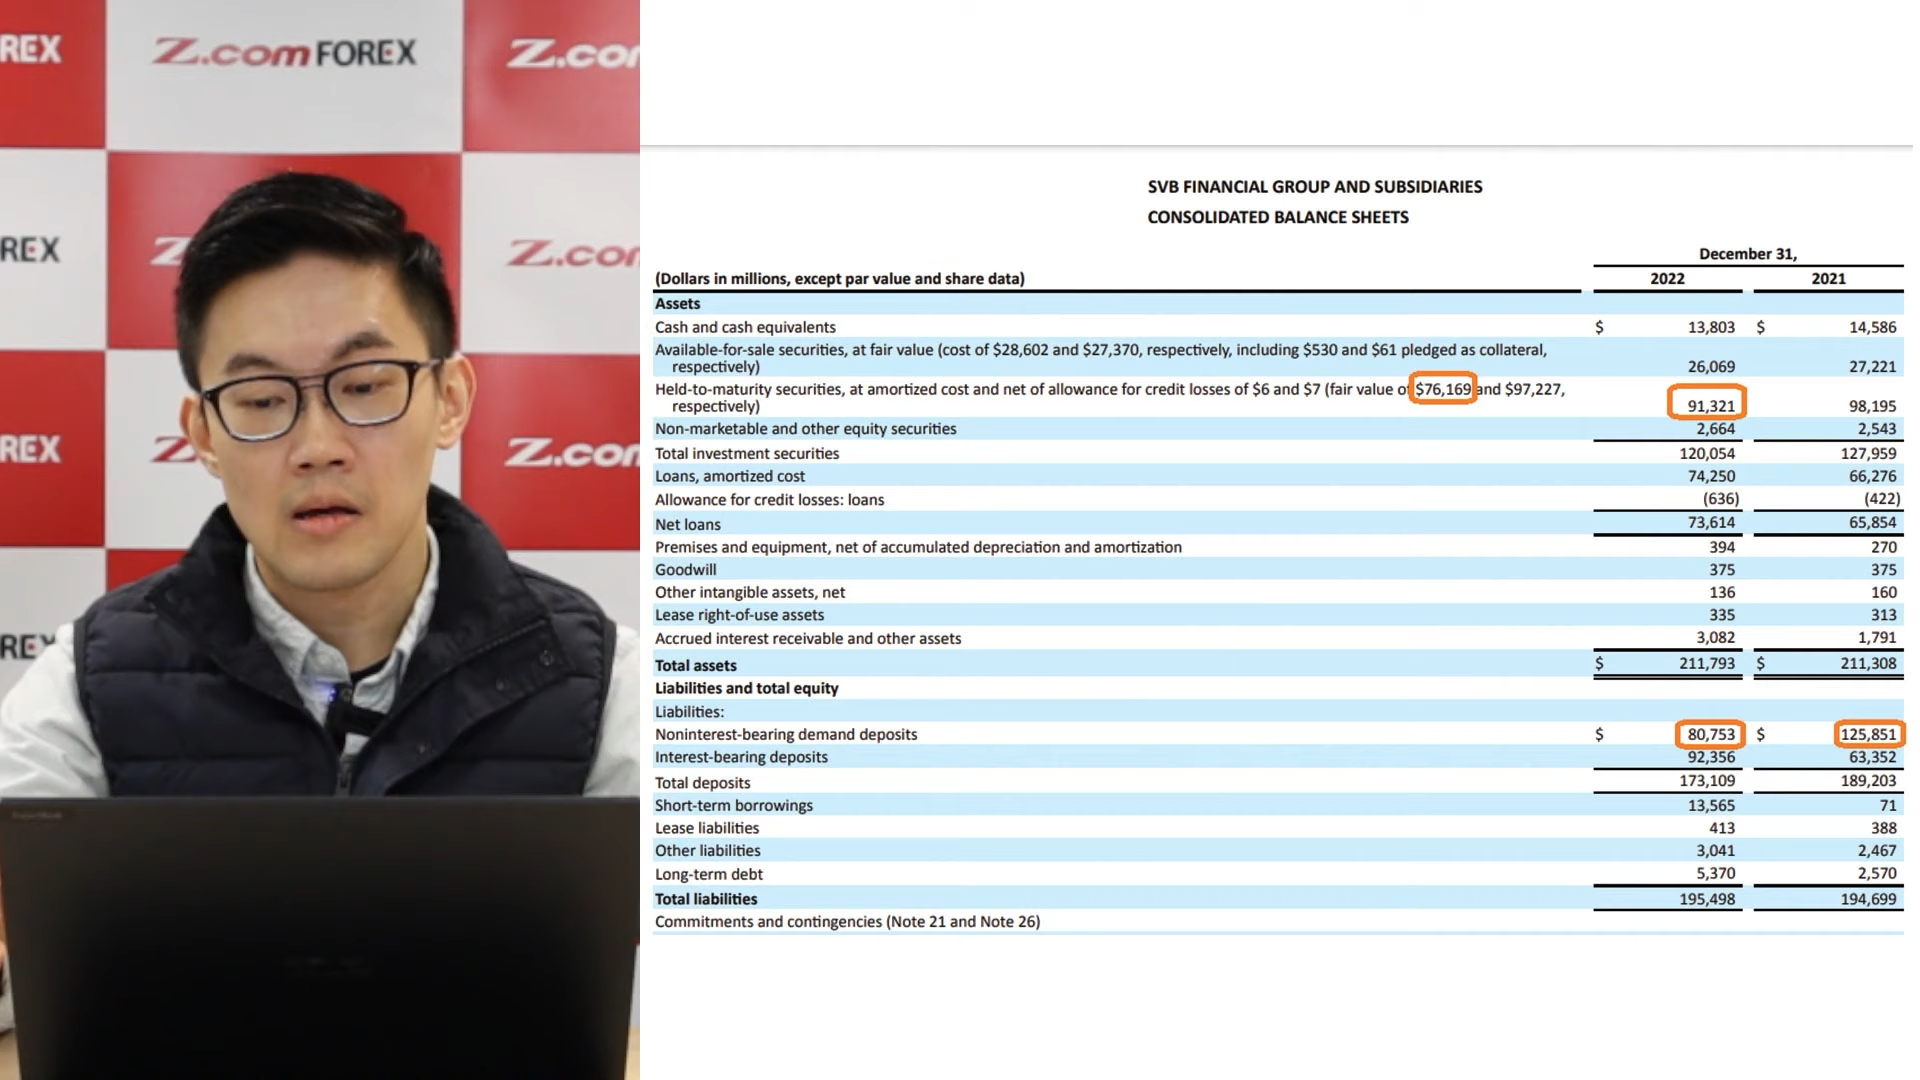 REX
Z.com FOREX
Z.con
REX
Z
Z.con
REX
Z
Z.con
REX
SVB FINANCIAL GROUP AND SUBSIDIARIES
CONSOLIDATED BALANCE SHEETS
December 31,
(Dollars in millions, except par value and share data) 2022 2021
Assets
Cash and cash equivalents $ 13,803 $ 14,586
Available-for-sale securities, at fair value (cost of $28,602 and $27,370, respectively, including $530 and $61 pledged as collateral,
respectively) 26,069 27,221
Held-to-maturity securities, at amortized cost and net of allowance for credit losses of $6 and $7 (fair value of $76,169 and $97,227,
respectively) 91,321 98,195
Non-marketable and other equity securities 2,664 2,543
Total investment securities 120,054 127,959
Loans, amortized cost 74,250 66,276
Allowance for credit losses: loans (636) (422)
Net loans 73,614 65,854
Premises and equipment, net of accumulated depreciation and amortization 394 270
Goodwill 375 375
Other intangible assets, net 136 160
Lease right-of-use assets 335 313
Accrued interest receivable and other assets 3,082 1,791
Total assets $ 211,793 $ 211,308
Liabilities and total equity
Liabilities:
Noninterest-bearing demand deposits $ 80,753 $ 125,851
Interest-bearing deposits 92,356 63,352
Total deposits 173,109 189,203
Short-term borrowings 13,565 71
Lease liabilities 413 388
Other liabilities 3,041 2,467
Long-term debt 5,370 2,570
Total liabilities 195,498 194,699
Commitments and contingencies (Note 21 and Note 26)